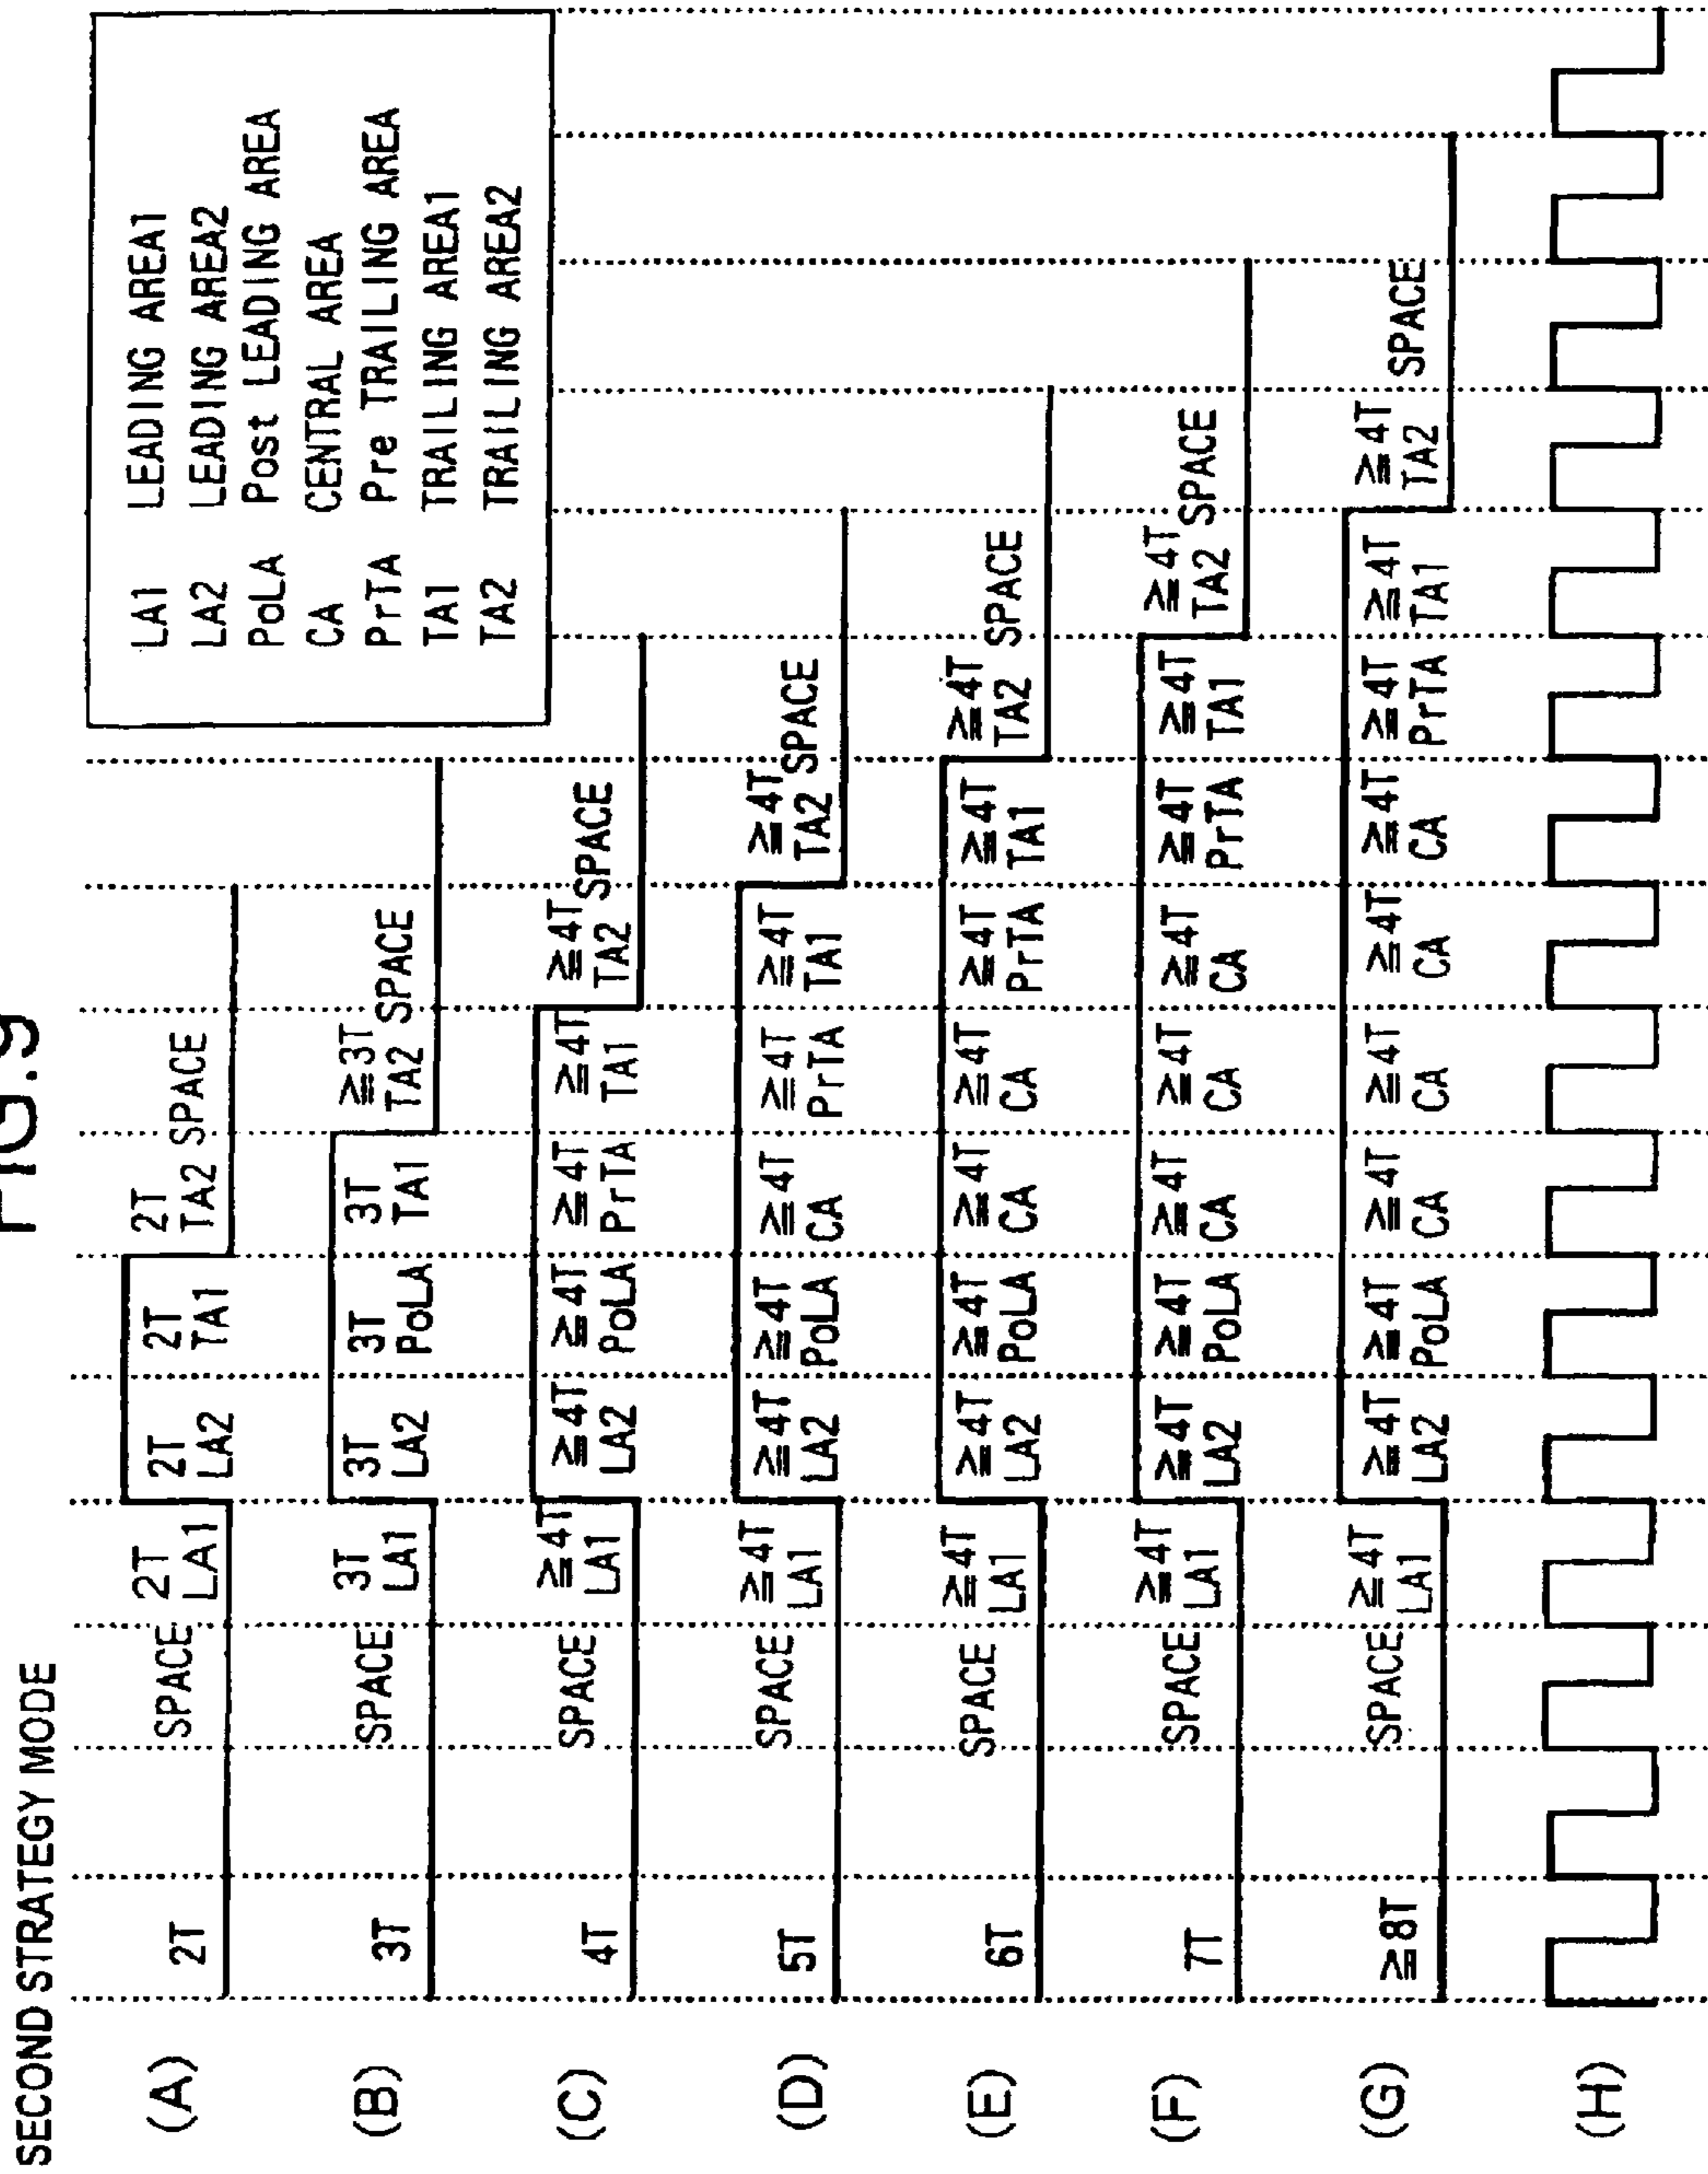 FIG.9
SECOND STRATEGY MODE
LA1 LEADING AREA1
LA2 LEADING AREA2
PoLA Post LEADING AREA
CA CENTRAL AREA
PrTA Pre TRAILING AREA
TA1 TRAILING AREA1
TA2 TRAILING AREA2
(A) 2T SPACE 2T LA1 2T LA2 2T TA1 2T TA2 SPACE
(B) 3T SPACE 3T LA1 3T LA2 3T PoLA 3T TA1 ≧3T TA2 SPACE
(C) 4T SPACE ≧4T LA1 ≧4T LA2 ≧4T PoLA ≧4T PrTA ≧4T TA1 ≧4T TA2 SPACE
(D) 5T SPACE ≧4T LA1 ≧4T LA2 ≧4T PoLA ≧4T CA ≧4T PrTA ≧4T TA1 ≧4T TA2 SPACE
(E) 6T SPACE ≧4T LA1 ≧4T LA2 ≧4T PoLA ≧4T CA ≧4T CA ≧4T PrTA ≧4T TA1 ≧4T TA2 SPACE
(F) 7T SPACE ≧4T LA1 ≧4T LA2 ≧4T PoLA ≧4T CA ≧4T CA ≧4T CA ≧4T PrTA ≧4T TA1 ≧4T TA2 SPACE
(G) ≧8T SPACE ≧4T LA1 ≧4T LA2 ≧4T PoLA ≧4T CA ≧4T CA ≧4T CA ≧4T CA ≧4T PrTA ≧4T TA1 ≧4T TA2 SPACE
(H)